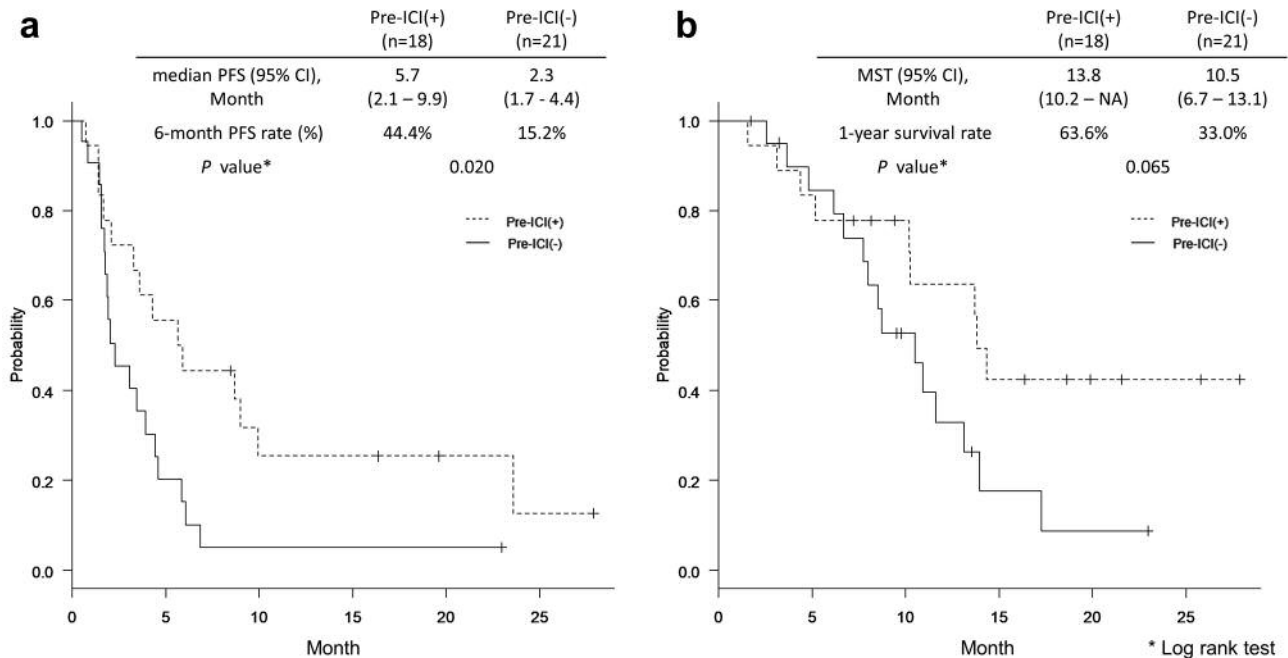 a
Pre-ICI(+) Pre-ICI(-)
(n=18) (n=21)
median PFS (95% CI), 5.7 2.3
Month (2.1 – 9.9) (1.7 - 4.4)
6-month PFS rate (%) 44.4% 15.2%
P value* 0.020
Pre-ICI(+)
Pre-ICI(-)
Probability
1.0
0.8
0.6
0.4
0.2
0.0
0 5 10 15 20 25
Month
b
Pre-ICI(+) Pre-ICI(-)
(n=18) (n=21)
MST (95% CI), 13.8 10.5
Month (10.2 – NA) (6.7 – 13.1)
1-year survival rate 63.6% 33.0%
P value* 0.065
Pre-ICI(+)
Pre-ICI(-)
Probability
1.0
0.8
0.6
0.4
0.2
0.0
0 5 10 15 20 25
Month
* Log rank test